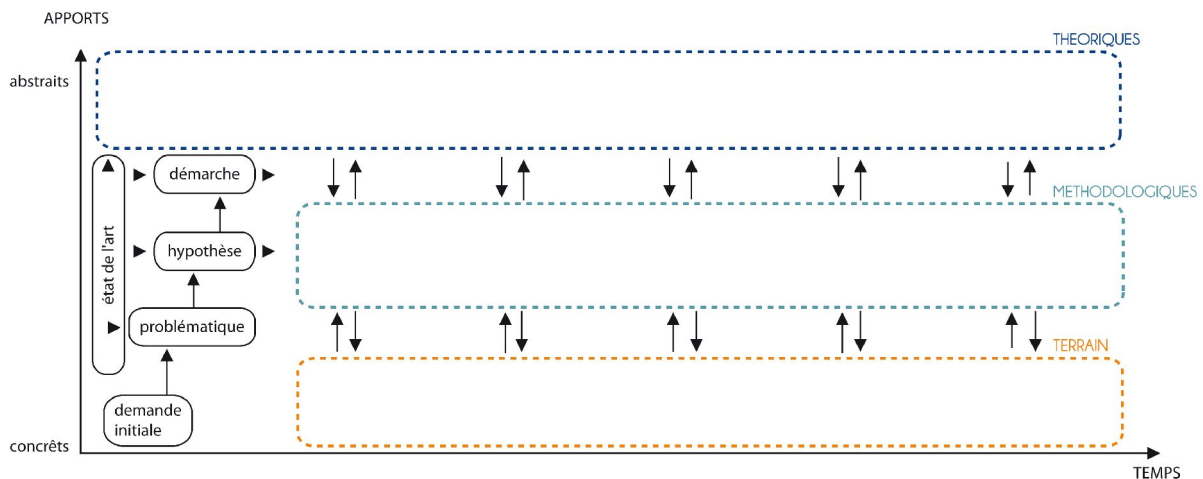 APPORTS
THEORIQUES
abstraits
démarche
METHODOLOGIQUES
état de l'art
hypothèse
problématique
TERRAIN
demande
initiale
concrêts
TEMPS